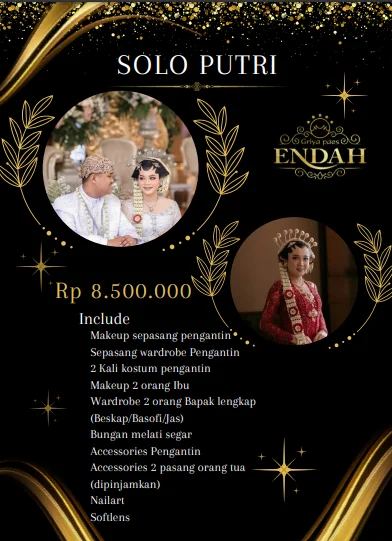 SOLO PUTRI
Griya paes
ENDAH
Rp 8.500.000
Include
Makeup sepasang pengantin
Sepasang wardrobe Pengantin
2 Kali kostum pengantin
Makeup 2 orang Ibu
Wardrobe 2 orang Bapak lengkap
(Beskap/Basofi/Jas)
Bungan melati segar
Accessories Pengantin
Accessories 2 pasang orang tua
(dipinjamkan)
Nailart
Softlens